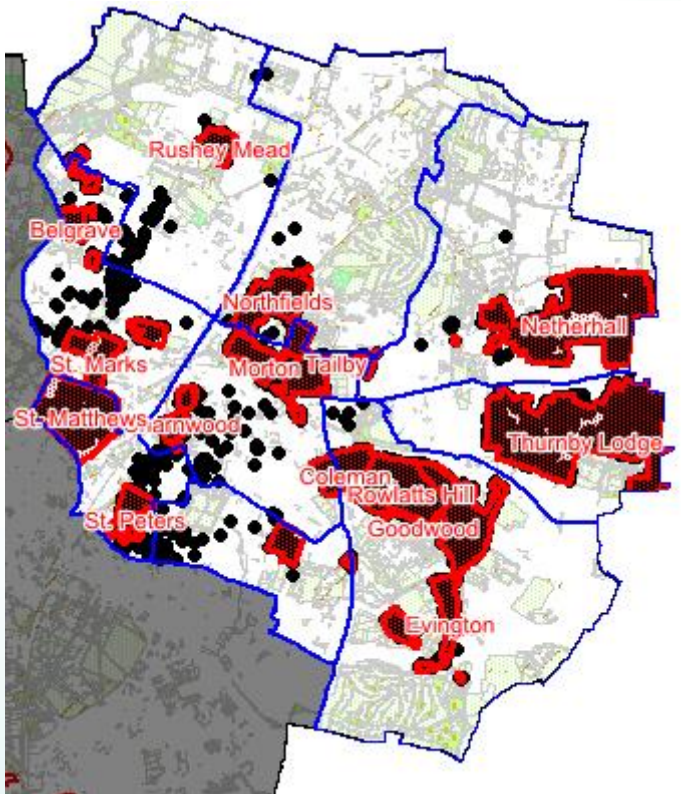 Rushey Mead
Belgrave
Northfields
Netherhall
St. Marks
Morton
Tailby
St. Matthews
arnwood
Thurnby Lodge
Coleman
Rowlatts Hill
St. Peters
Goodwood
Evington